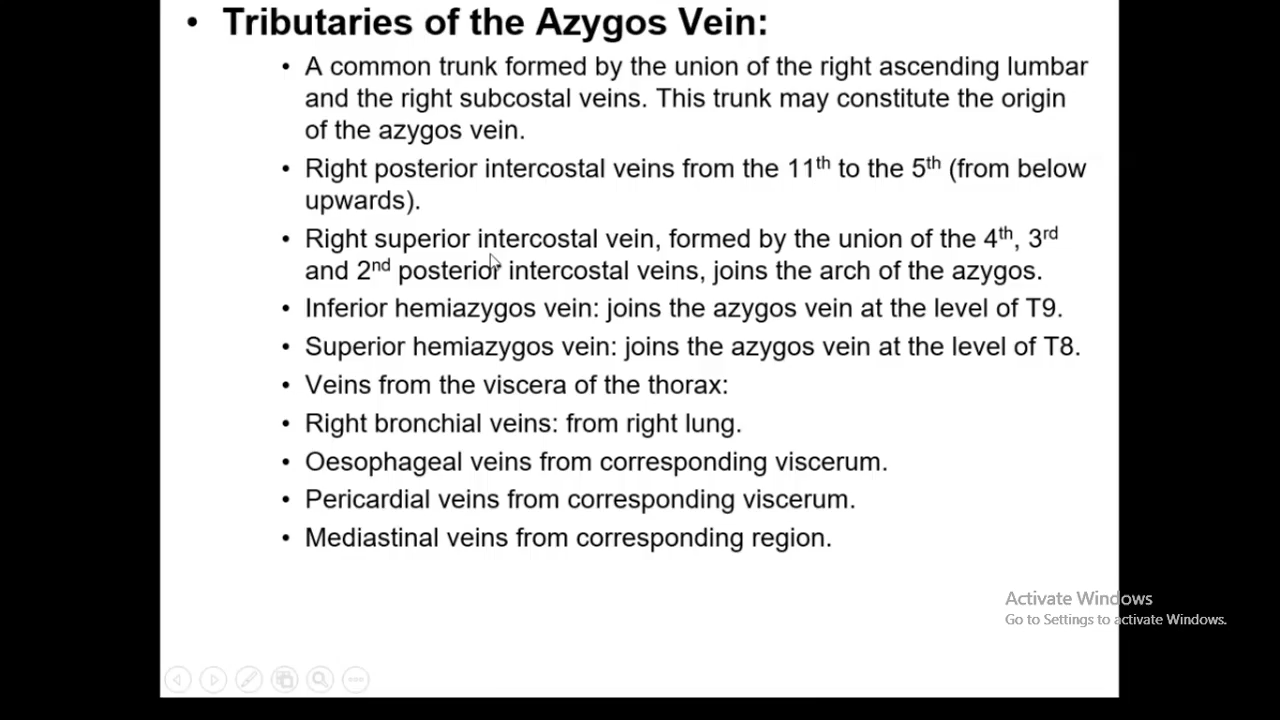 • Tributaries of the Azygos Vein:
• A common trunk formed by the union of the right ascending lumbar
and the right subcostal veins. This trunk may constitute the origin
of the azygos vein.
• Right posterior intercostal veins from the 11th to the 5th (from below
upwards).
• Right superior intercostal vein, formed by the union of the 4th, 3rd
and 2nd posterior intercostal veins, joins the arch of the azygos.
• Inferior hemiazygos vein: joins the azygos vein at the level of T9.
• Superior hemiazygos vein: joins the azygos vein at the level of T8.
• Veins from the viscera of the thorax:
• Right bronchial veins: from right lung.
• Oesophageal veins from corresponding viscerum.
• Pericardial veins from corresponding viscerum.
• Mediastinal veins from corresponding region.
Activate Windows
Go to Settings to activate Windows.